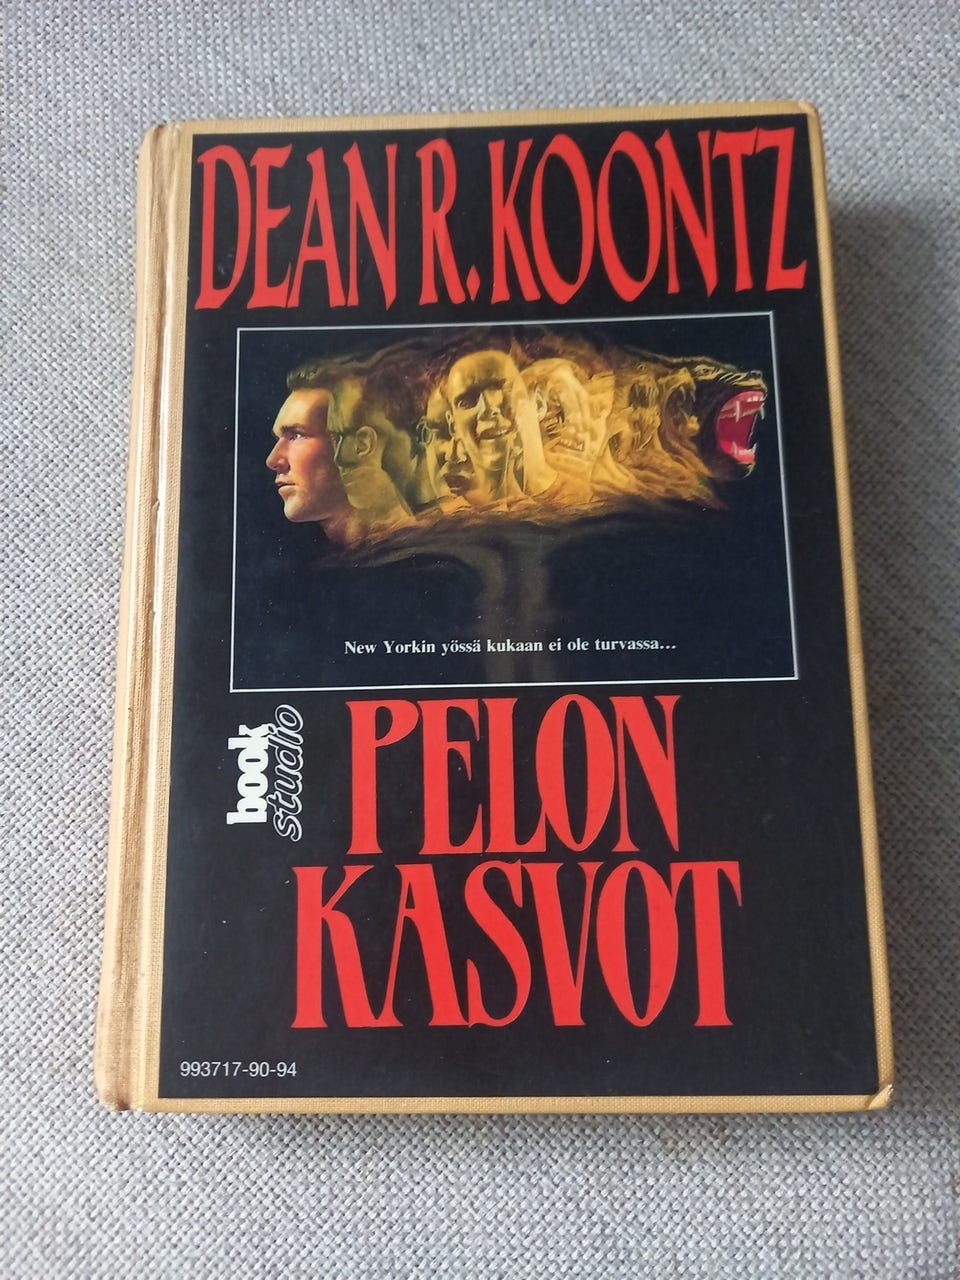 DEAN R. KOONTZ
New Yorkin yössä kukaan ei ole turvassa...
book
studio
PELON
KASVOT
993717-90-94